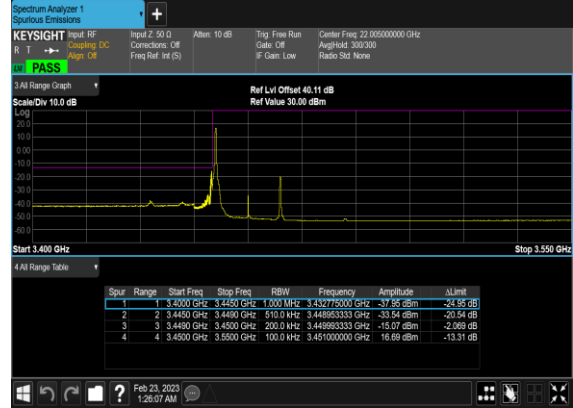 Spectrum Analyzer 1
Spurious Emissions
KEYSIGHT Input: RF Input Z: 50 Ω Atten: 10 dB Trig: Free Run Center Freq: 22.005000000 GHz
R T Coupling: DC Corrections: Off Gate: Off Avg|Hold: 300/300
Align: Off Freq Ref: Int (S) IF Gain: Low Radio Std: None
PASS
3 All Range Graph Ref Lvl Offset 40.11 dB
Scale/Div 10.0 dB Ref Value 30.00 dBm
Log
20.0
10.0
0.00
-10.0
-20.0
-30.0
-40.0
-50.0
-60.0
Start 3.400 GHz Stop 3.550 GHz
4 All Range Table
Spur Range Start Freq Stop Freq RBW Frequency Amplitude ΔLimit
1 1 3.4000 GHz 3.4450 GHz 1.000 MHz 3.432775000 GHz -37.95 dBm -24.95 dB
2 2 3.4450 GHz 3.4490 GHz 510.0 kHz 3.448953333 GHz -33.54 dBm -20.54 dB
3 3 3.4490 GHz 3.4500 GHz 200.0 kHz 3.449993333 GHz -15.07 dBm -2.069 dB
4 4 3.4500 GHz 3.5500 GHz 100.0 kHz 3.451000000 GHz 16.69 dBm -13.31 dB
? Feb 23, 2023
1:26:07 AM